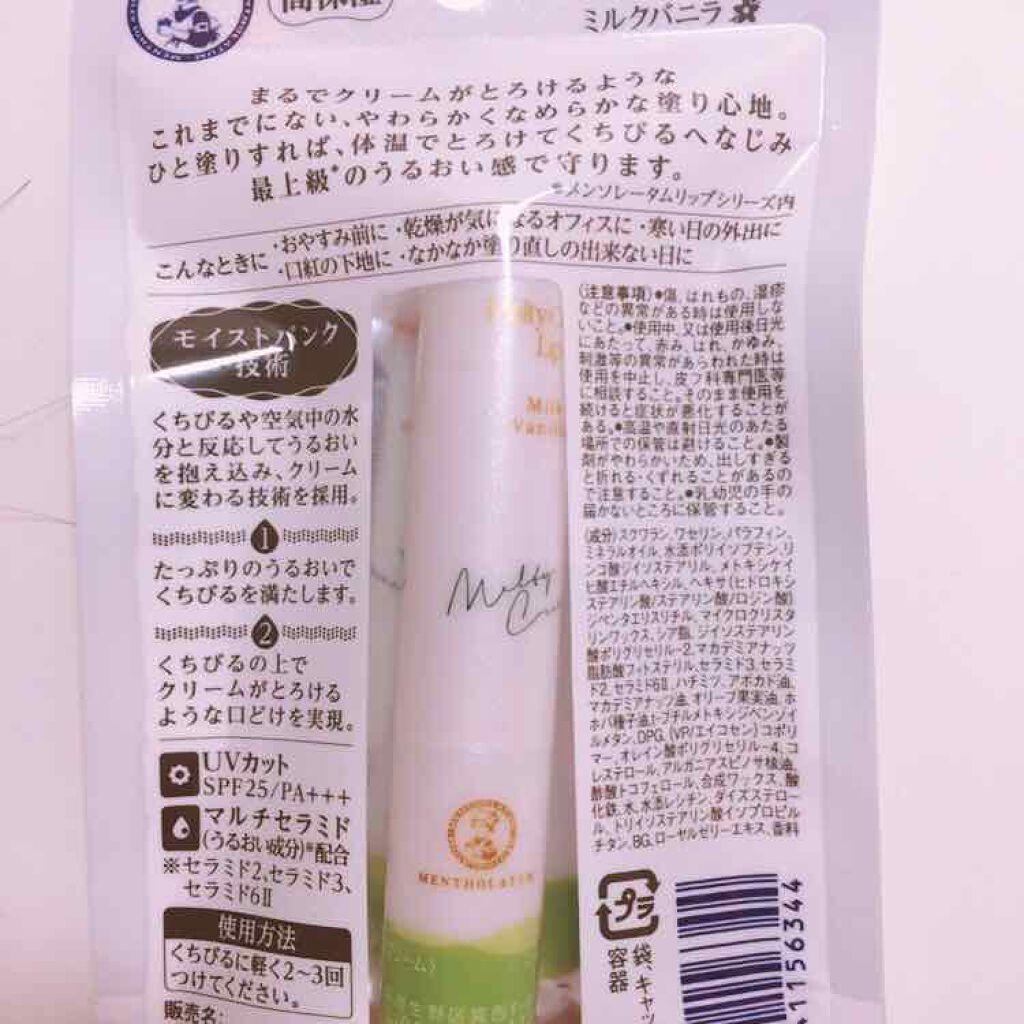 高保湿
ミルクバニラ
まるでクリームがとろけるような
これまでにない、やわらかくなめらかな塗り心地。
ひと塗りすれば、体温でとろけてくちびるへなじみ
最上級*のうるおい感で守ります。
*メンソレータムリップシリーズ内
こんなときに
・おやすみ前に ・乾燥が気になるオフィスに ・寒い日の外出に
・口紅の下地に ・なかなか塗り直しの出来ない日に
モイストバンク
技術
くちびるや空気中の水
分と反応してうるおい
を抱え込み、クリーム
に変わる技術を採用。
1
たっぷりのうるおいで
くちびるを満たします。
2
くちびるの上で
クリームがとろける
ような口どけを実現。
UVカット
SPF25/PA+++
マルチセラミド
(うるおい成分)※配合
※セラミド2、セラミド3、
セラミド6II
使用方法
くちびるに軽く2~3回
つけてください。
販売名:
Milk
Vanil
Melty
Crea
MENTHOLATUM
(注意事項)●傷、はれもの、湿疹
などの異常がある時は使用しな
いこと。●使用中、又は使用後日光
にあたって、赤み、はれ、かゆみ、
刺激等の異常があらわれた時は
使用を中止し、皮フ科専門医等
に相談すること。そのまま使用を
続けると症状が悪化することが
ある。●高温や直射日光のあたる
場所での保管は避けること。●製
剤がやわらかいため、出しすぎる
と折れる・くずれることがあるの
で注意すること。●乳幼児の手の
届かないところに保管すること。
(成分)スクワラン、ワセリン、パラフィン、
ミネラルオイル、水添ポリイソブテン、リ
ンゴ酸ジイソステアリル、メトキシケイ
ヒ酸エチルヘキシル、ヘキサ(ヒドロキシ
ステアリン酸/ステアリン酸/ロジン酸)
ジペンタエリスリチル、マイクロクリスタ
リンワックス、シア脂、ジイソステアリン
酸ポリグリセリル-2、マカデミアナッツ
脂肪酸フィトステリル、セラミド3、セラミ
ド2、セラミド6II、ハチミツ、アボカド油、
マカデミアナッツ油、オリーブ果実油、ホ
ホバ種子油、t-ブチルメトキシジベンゾイ
ルメタン、DPG、(VP/エイコセン)コポリ
マー、オレイン酸ポリグリセリル-4、コ
レステロール、アルガニアスピノサ核油、
酢酸トコフェロール、合成ワックス、酸
化鉄、水、水添レシチン、ダイズステロー
ル、トリイソステアリン酸イソプロピル
チタン、BG、ローヤルゼリーエキス、香料
プラ
袋、キャッ
容器
41156344